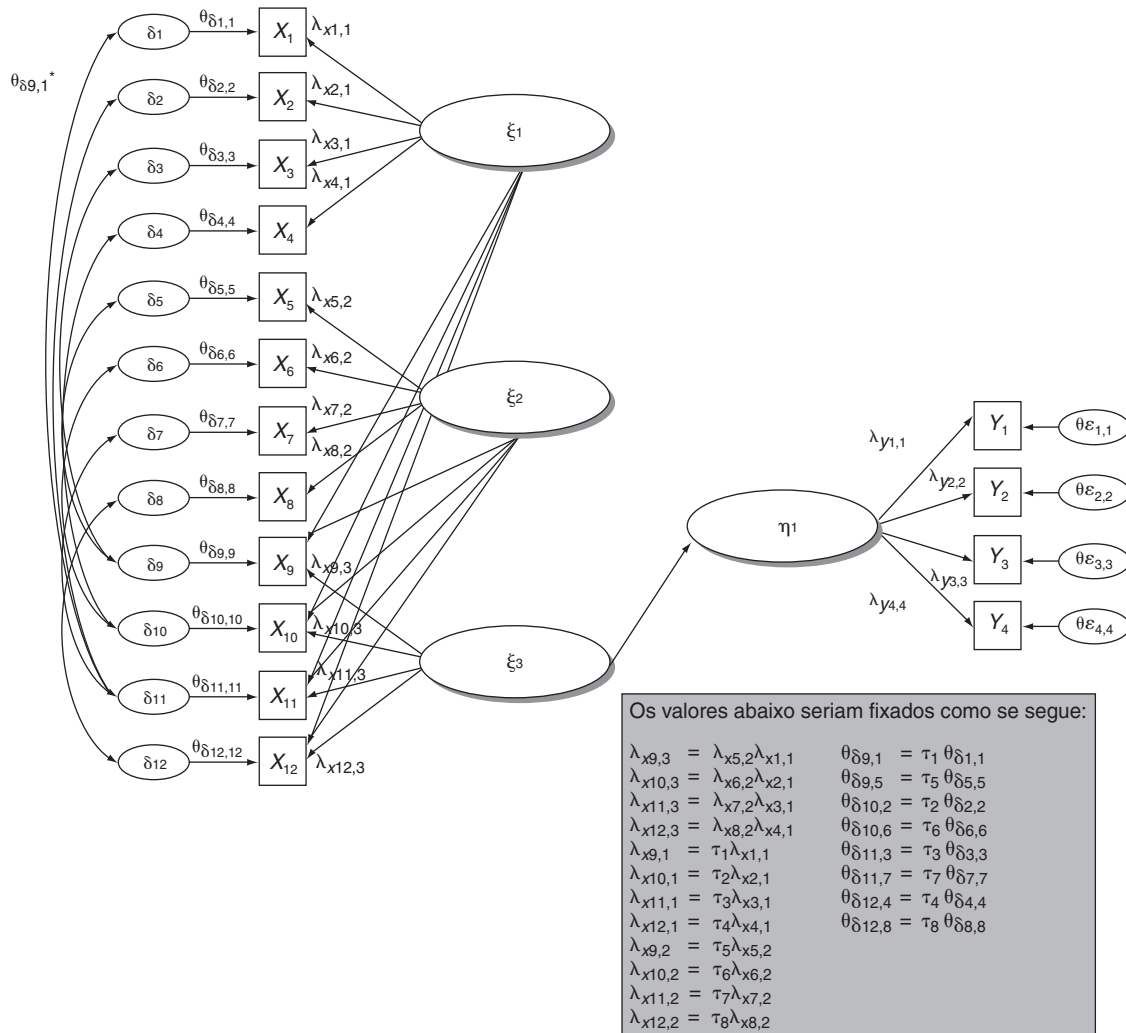 δ1 θδ1,1 X1 λx1,1
θδ9,1*
δ2 θδ2,2 X2 λx2,1
ξ1
δ3 θδ3,3 X3 λx3,1
λx4,1
δ4 θδ4,4 X4
δ5 θδ5,5 X5 λx5,2
δ6 θδ6,6 X6 λx6,2
ξ2
δ7 θδ7,7 X7 λx7,2
λx8,2
δ8 θδ8,8 X8
δ9 θδ9,9 X9 λx9,3
δ10 θδ10,10 X10 λx10,3
ξ3
δ11 θδ11,11 X11 λx11,3
δ12 θδ12,12 X12 λx12,3
η1
λy1,1 Y1 θε1,1
λy2,2 Y2 θε2,2
Y3 θε3,3
λy3,3
λy4,4 Y4 θε4,4
Os valores abaixo seriam fixados como se segue:
λx9,3 = λx5,2λx1,1 θδ9,1 = τ1 θδ1,1
λx10,3 = λx6,2λx2,1 θδ9,5 = τ5 θδ5,5
λx11,3 = λx7,2λx3,1 θδ10,2 = τ2 θδ2,2
λx12,3 = λx8,2λx4,1 θδ10,6 = τ6 θδ6,6
λx9,1 = τ1λx1,1 θδ11,3 = τ3 θδ3,3
λx10,1 = τ2λx2,1 θδ11,7 = τ7 θδ7,7
λx11,1 = τ3λx3,1 θδ12,4 = τ4 θδ4,4
λx12,1 = τ4λx4,1 θδ12,8 = τ8 θδ8,8
λx9,2 = τ5λx5,2
λx10,2 = τ6λx6,2
λx11,2 = τ7λx7,2
λx12,2 = τ8λx8,2